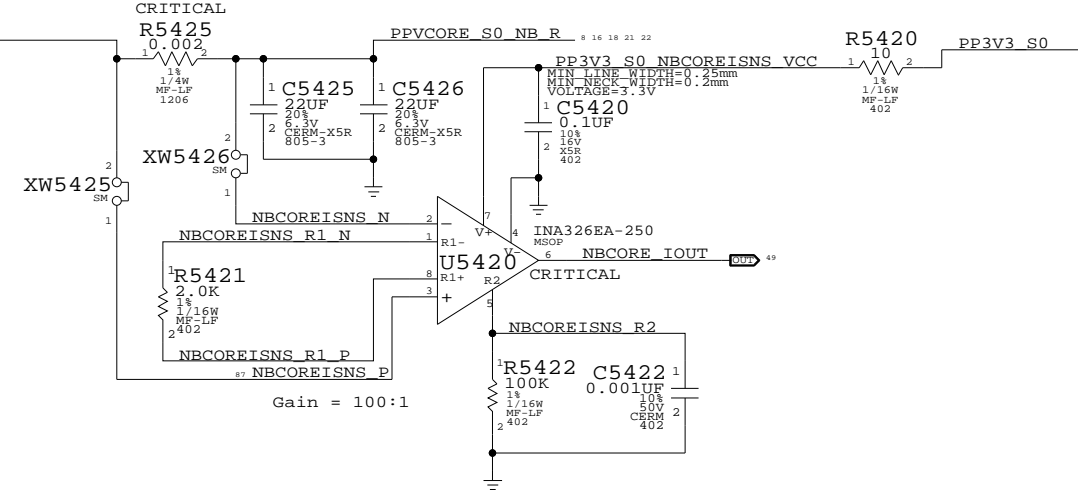 CRITICAL
R5425
0.002
1 2
1%
1/4W
MF-LF
1206
PPVCORE_S0_NB_R 8 16 18 21 22
1 C5425
22UF
20%
2 6.3V
CERM-X5R
805-3
1 C5426
22UF
20%
2 6.3V
CERM-X5R
805-3
PP3V3_S0_NBCOREISNS_VCC
MIN_LINE_WIDTH=0.25mm
MIN_NECK_WIDTH=0.2mm
VOLTAGE=3.3V
R5420
10
1 2
1%
1/16W
MF-LF
402
PP3V3_S0
1 C5420
0.1UF
10%
2 16V
X5R
402
2
XW5426
SM
1
2
XW5425
SM
1
NBCOREISNS_N 2 −
NBCOREISNS_R1_N 1 R1-
7
V+
4
V-
INA326EA-250
MSOP
U5420
6 NBCORE_IOUT OUT 49
CRITICAL
8 R1+
3 +
R2
5
1 R5421
2.0K
1%
1/16W
MF-LF
2 402
NBCOREISNS_R1_P
87 NBCOREISNS_P
Gain = 100:1
NBCOREISNS_R2
1 R5422
100K
1%
1/16W
MF-LF
2 402
C5422 1
0.001UF
10%
50V 2
CERM
402